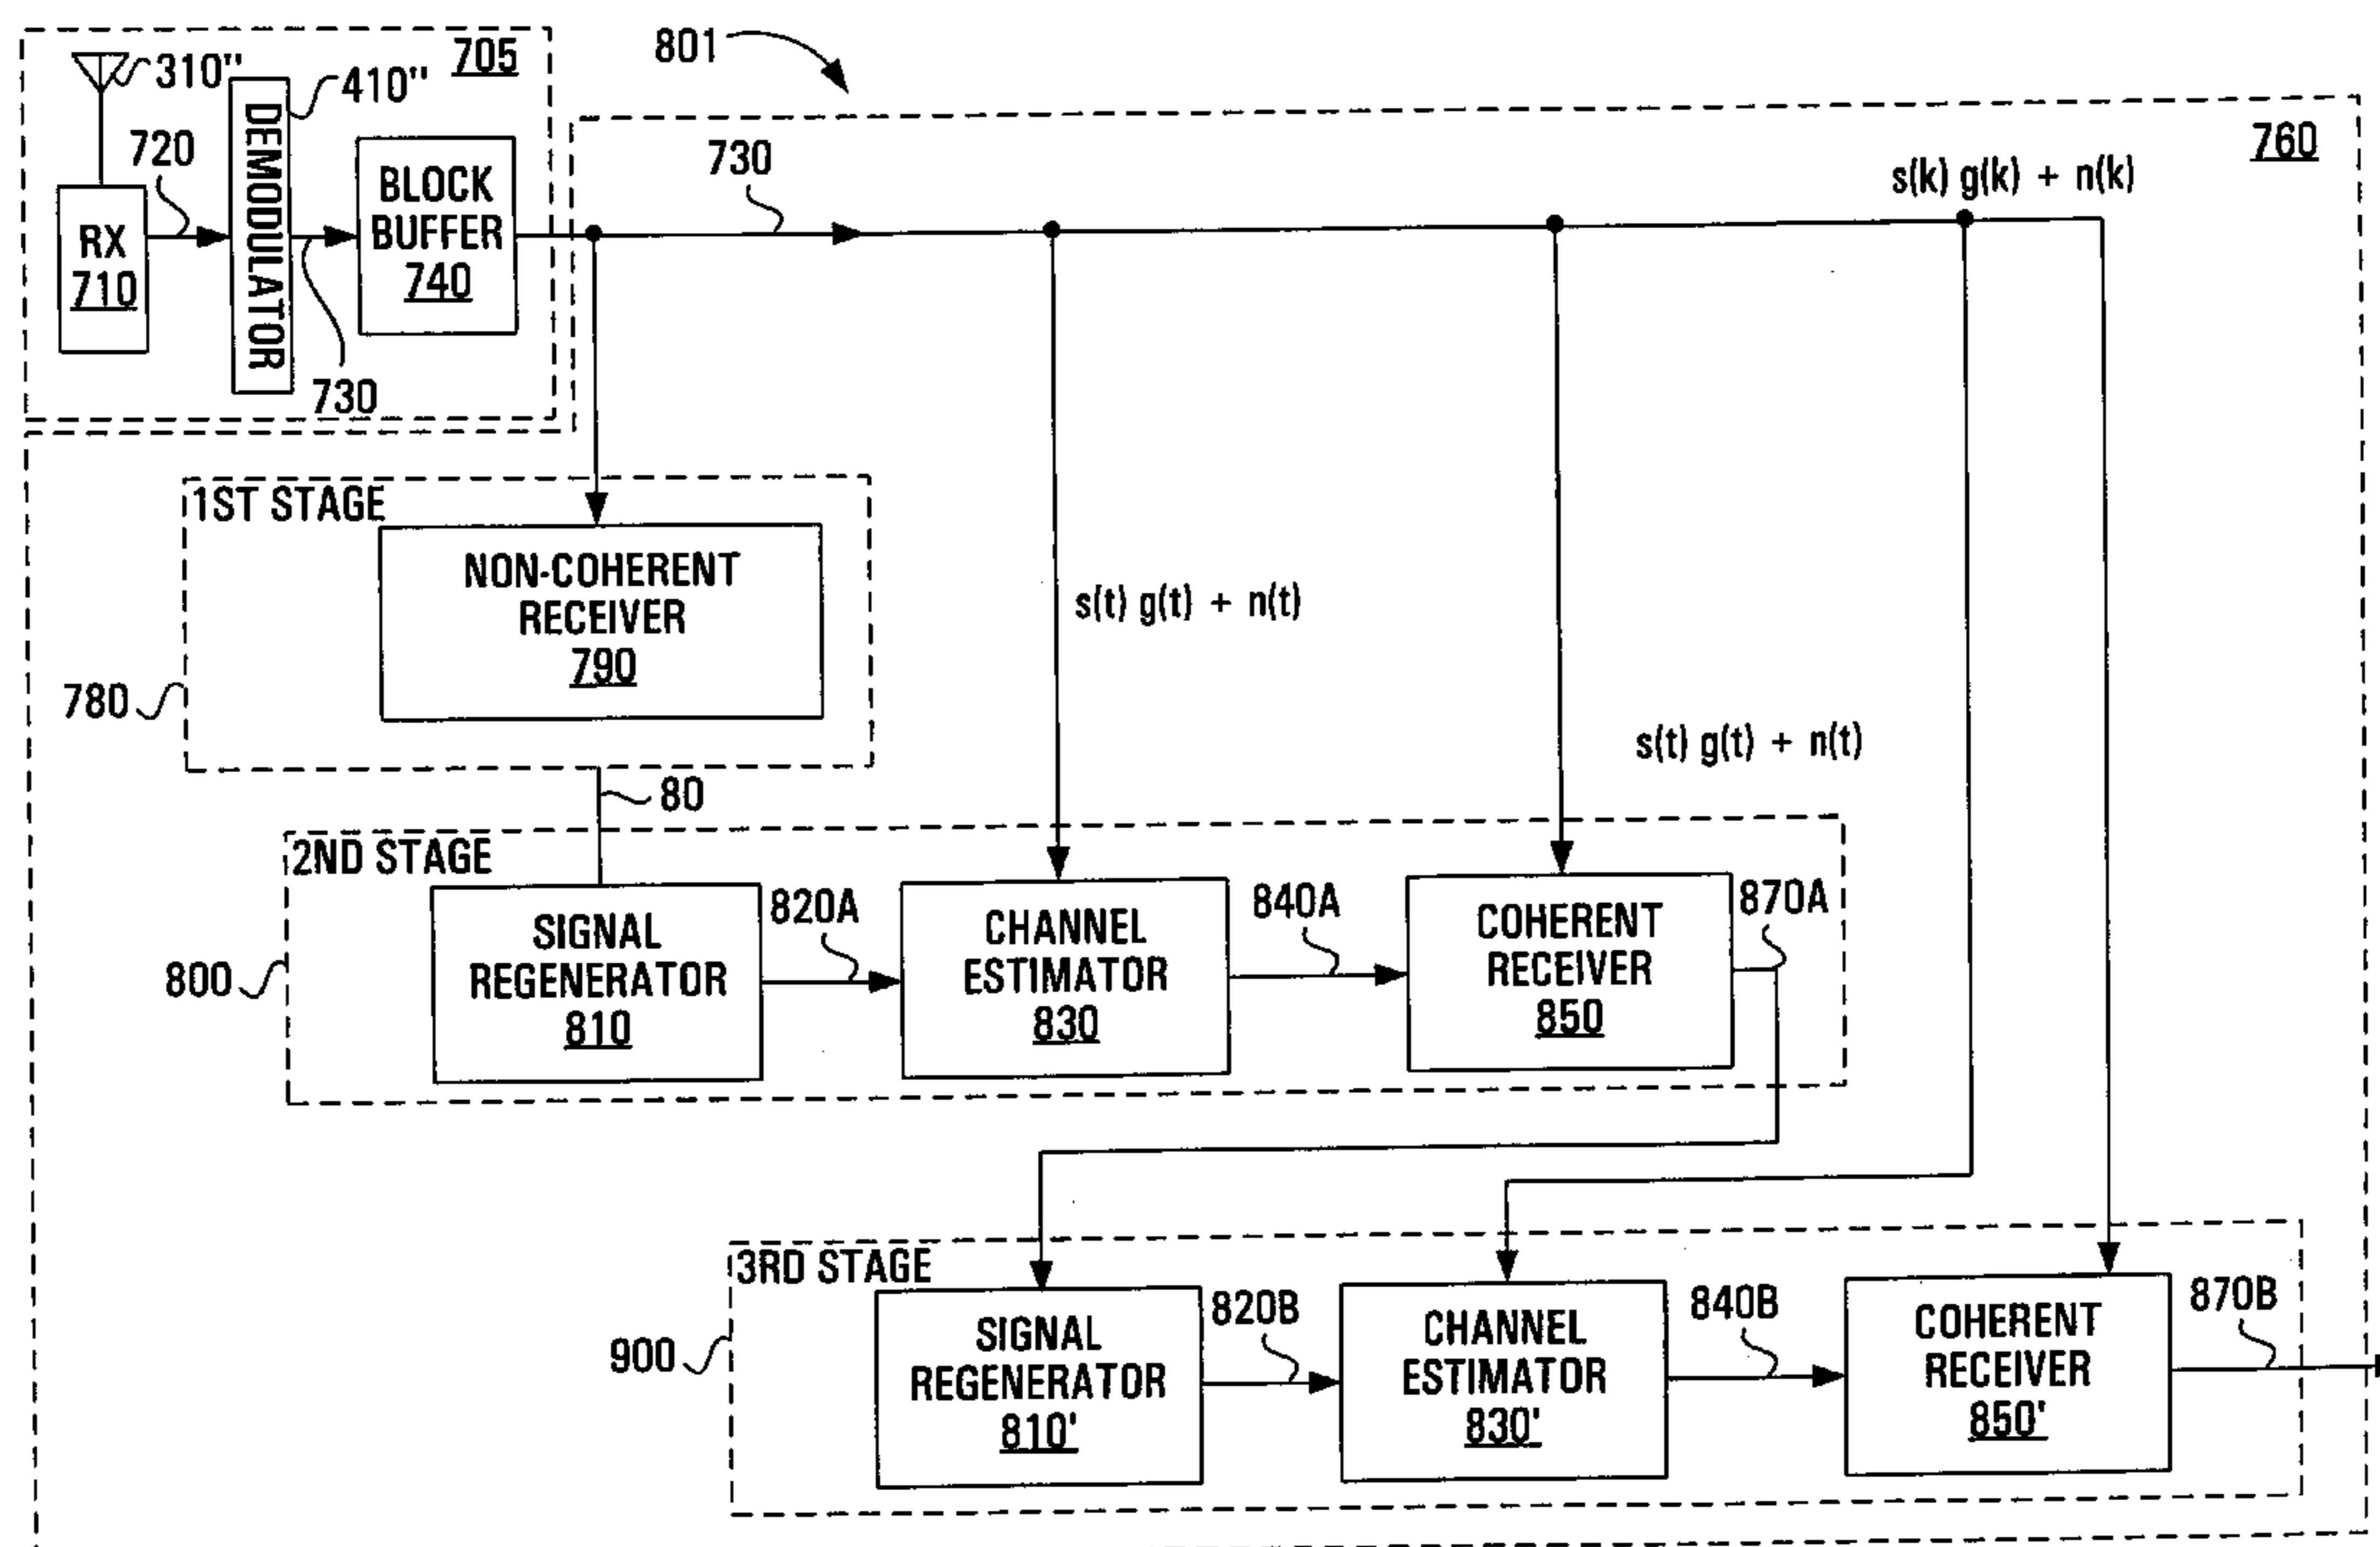 801
705
310"
410"
720
DEMODULATOR
RX
710
BLOCK
BUFFER
740
730
730
s(k) g(k) + n(k)
760
1ST STAGE
NON-COHERENT
RECEIVER
790
780
s(t) g(t) + n(t)
s(t) g(t) + n(t)
80
2ND STAGE
800
SIGNAL
REGENERATOR
810
820A
CHANNEL
ESTIMATOR
830
840A
COHERENT
RECEIVER
850
870A
3RD STAGE
900
SIGNAL
REGENERATOR
810'
820B
CHANNEL
ESTIMATOR
830'
840B
COHERENT
RECEIVER
850'
870B